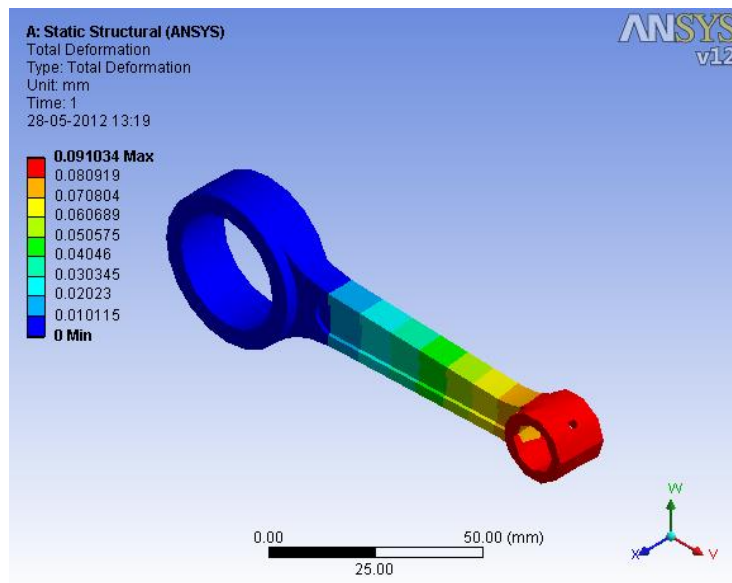 A: Static Structural (ANSYS)
Total Deformation
Type: Total Deformation
Unit: mm
Time: 1
28-05-2012 13:19
ANSYS
v12
0.091034 Max
0.080919
0.070804
0.060689
0.050575
0.04046
0.030345
0.02023
0.010115
0 Min
0.00
50.00 (mm)
25.00
W
X
V